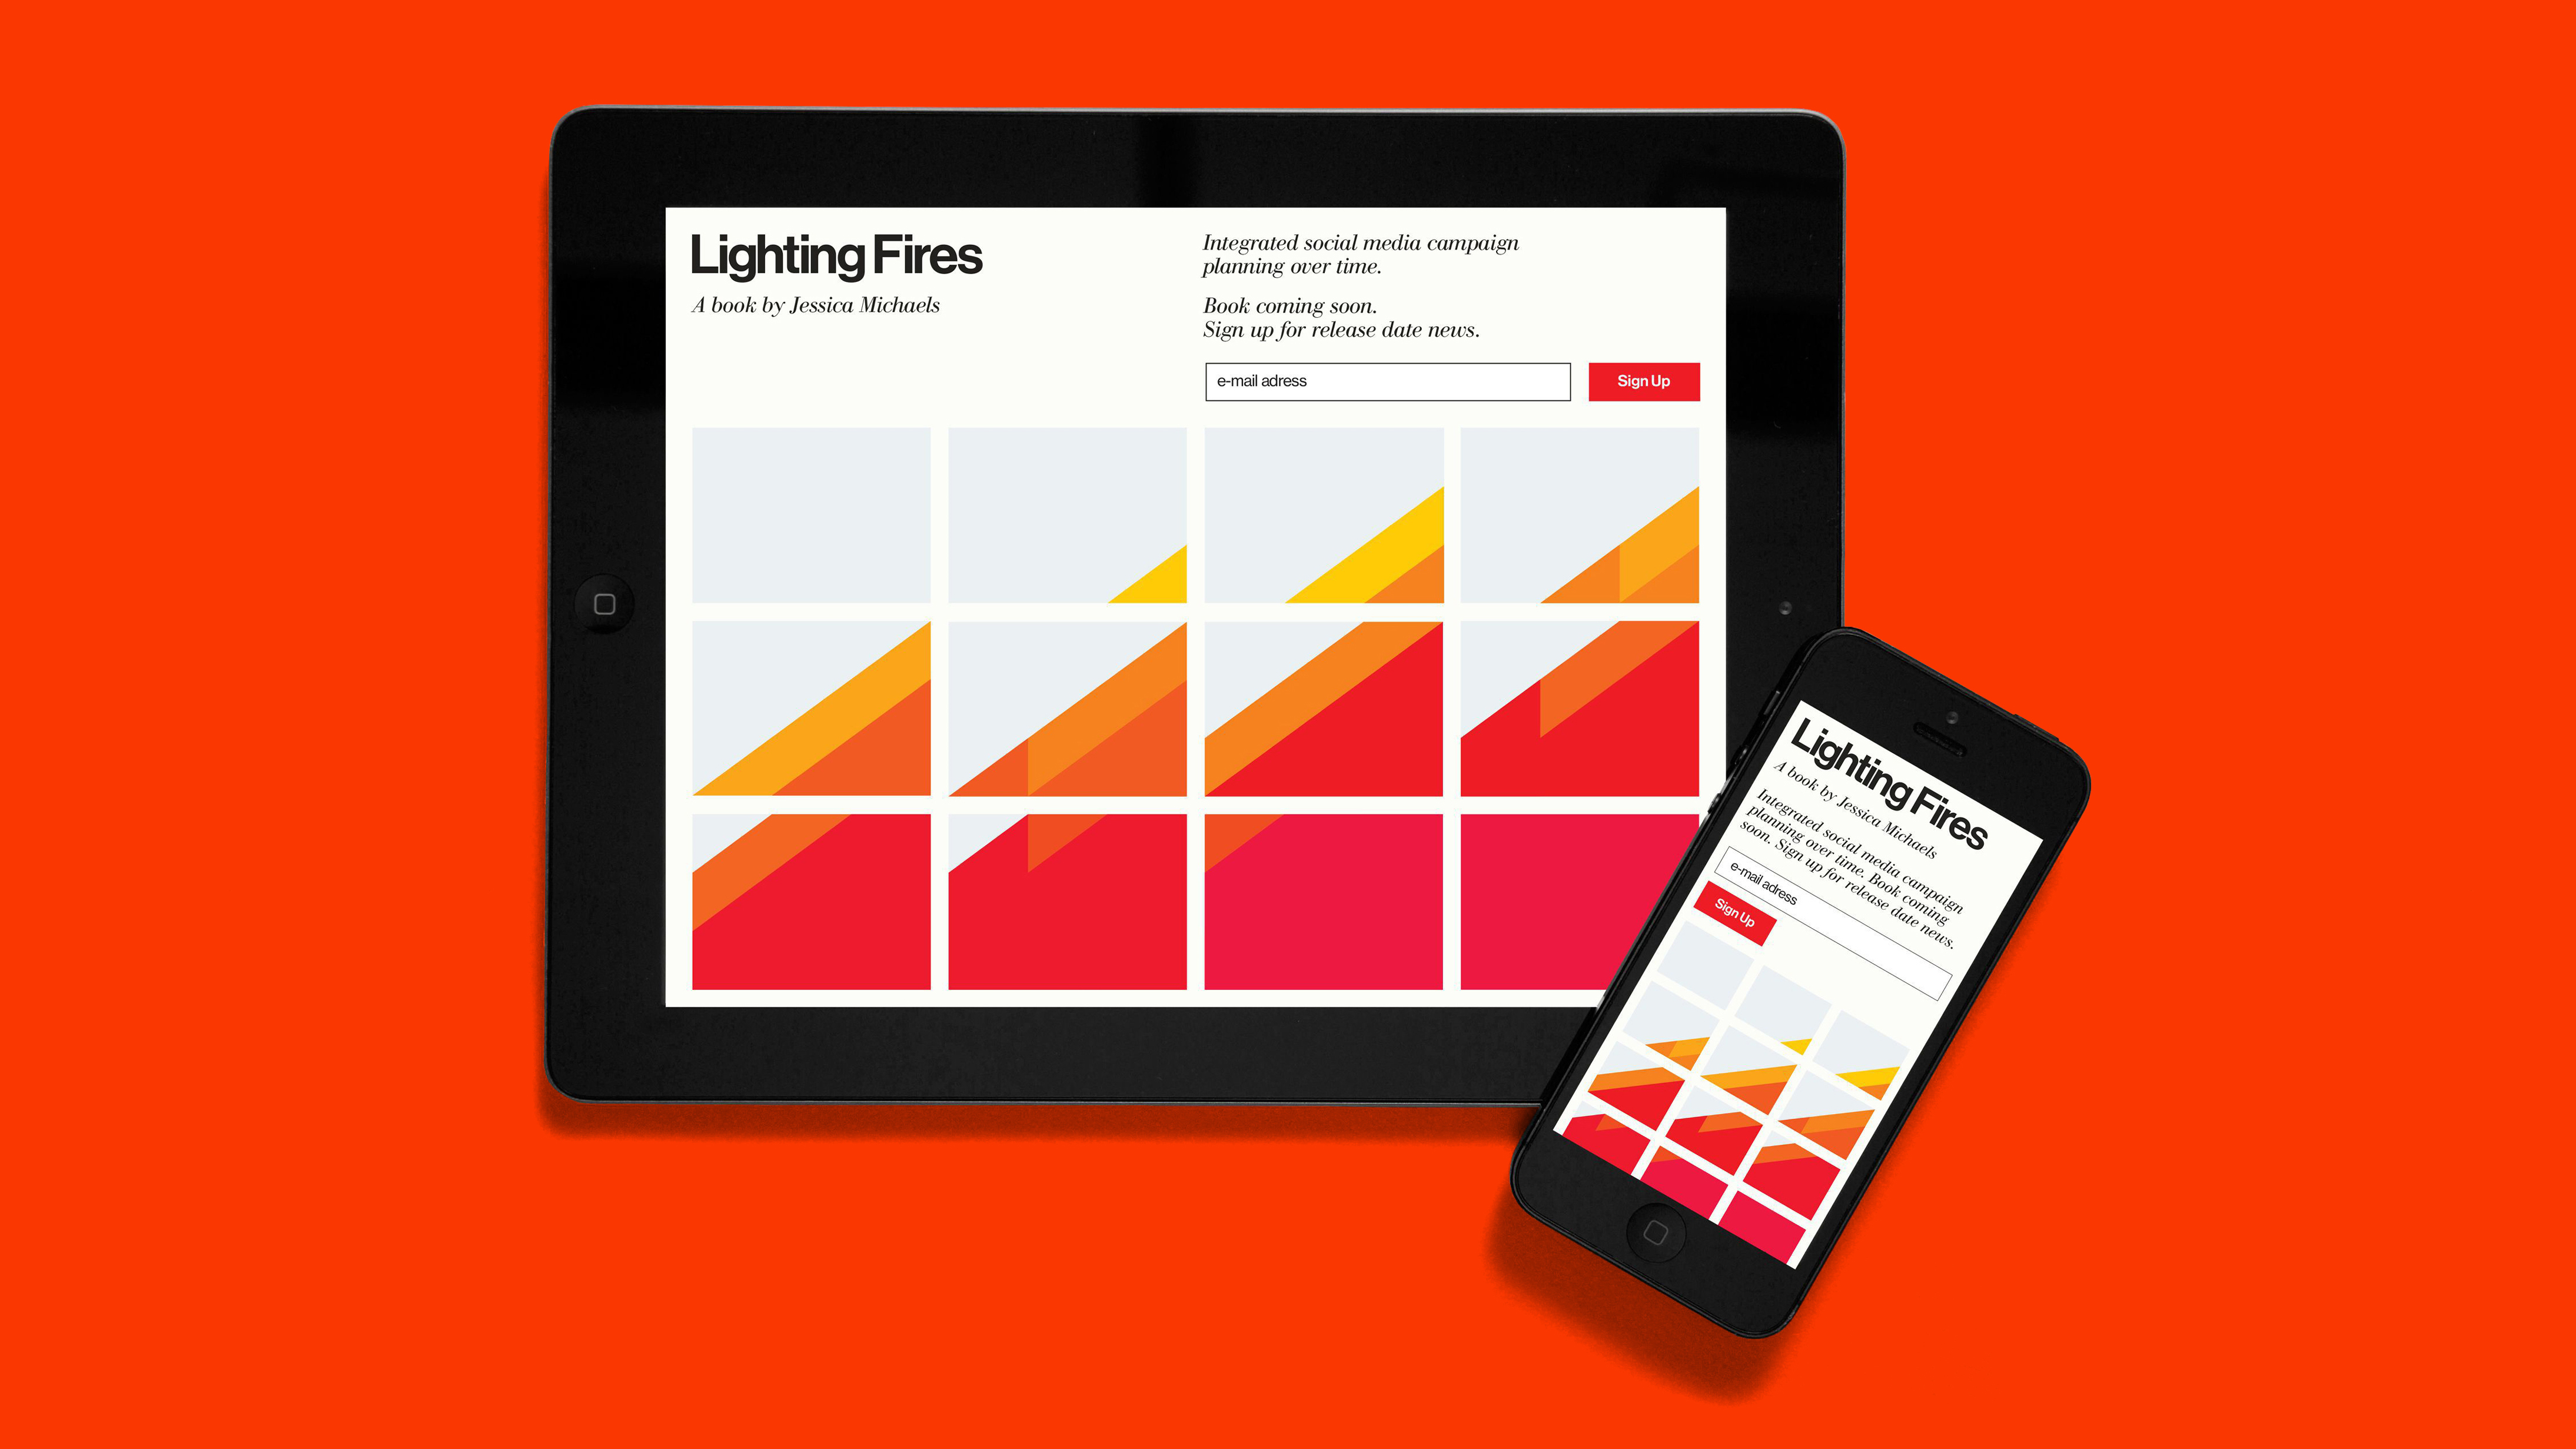 Lighting Fires
A book by Jessica Michaels
Integrated social media campaign
planning over time.
Book coming soon.
Sign up for release date news.
e-mail adress
Sign Up
Lighting Fires
A book by Jessica Michaels
Integrated social media campaign
planning over time. Book coming
soon. Sign up for release date news.
e-mail adress
Sign Up